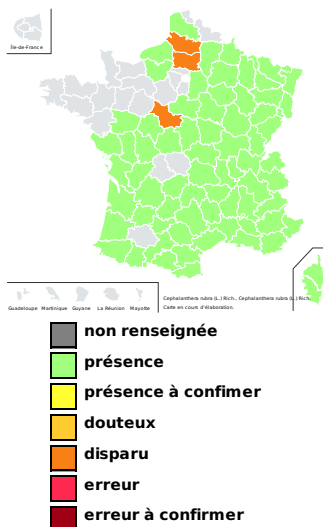 Île-de-France
Guadeloupe Martinique Guyane La Réunion Mayotte
Cephalanthera rubra (L.) Rich., Cephalanthera rubra (L.) Rich.
Carte en cours d'élaboration.
non renseignée
présence
présence à confimer
douteux
disparu
erreur
erreur à confirmer